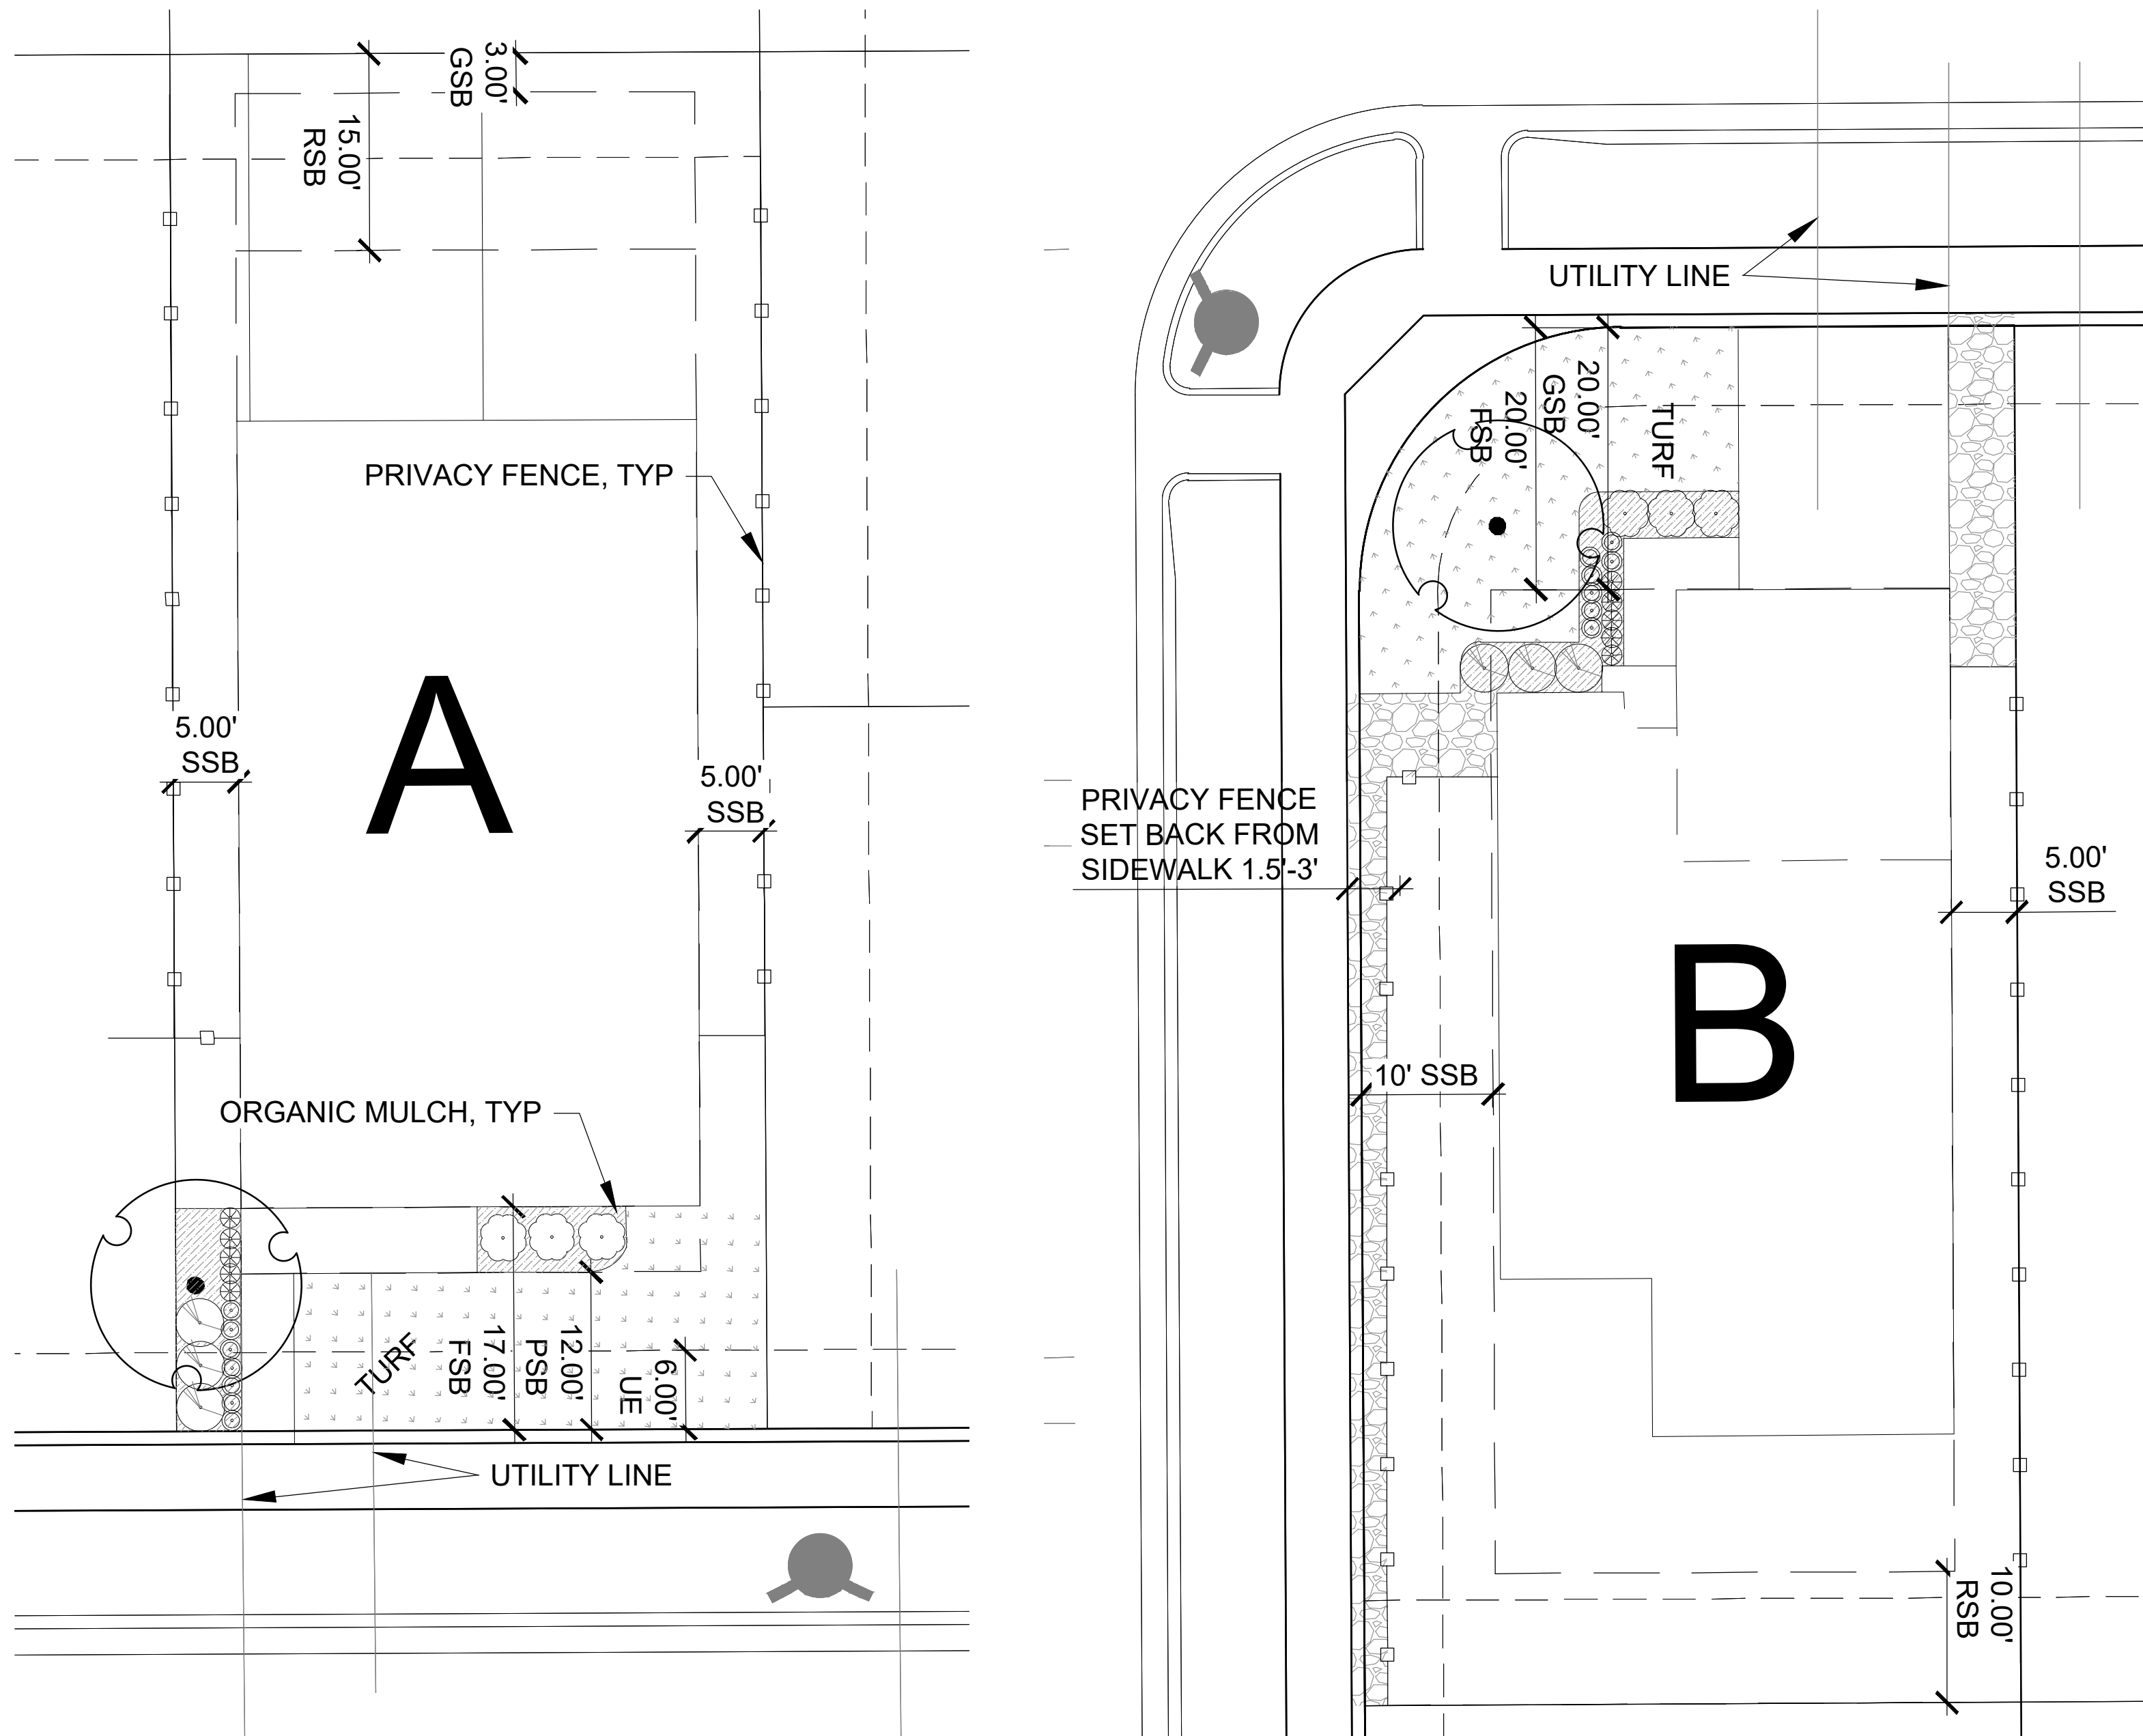 3.00'
GSB
15.00'
RSB
PRIVACY FENCE, TYP
A
5.00'
SSB
5.00'
SSB
ORGANIC MULCH, TYP
TURF
17.00'
FSB
12.00'
PSB
6.00'
UE
UTILITY LINE
UTILITY LINE
20.00'
GSB
20.00'
FSB
TURF
PRIVACY FENCE
SET BACK FROM
SIDEWALK 1.5'-3'
5.00'
SSB
B
10' SSB
10.00'
RSB